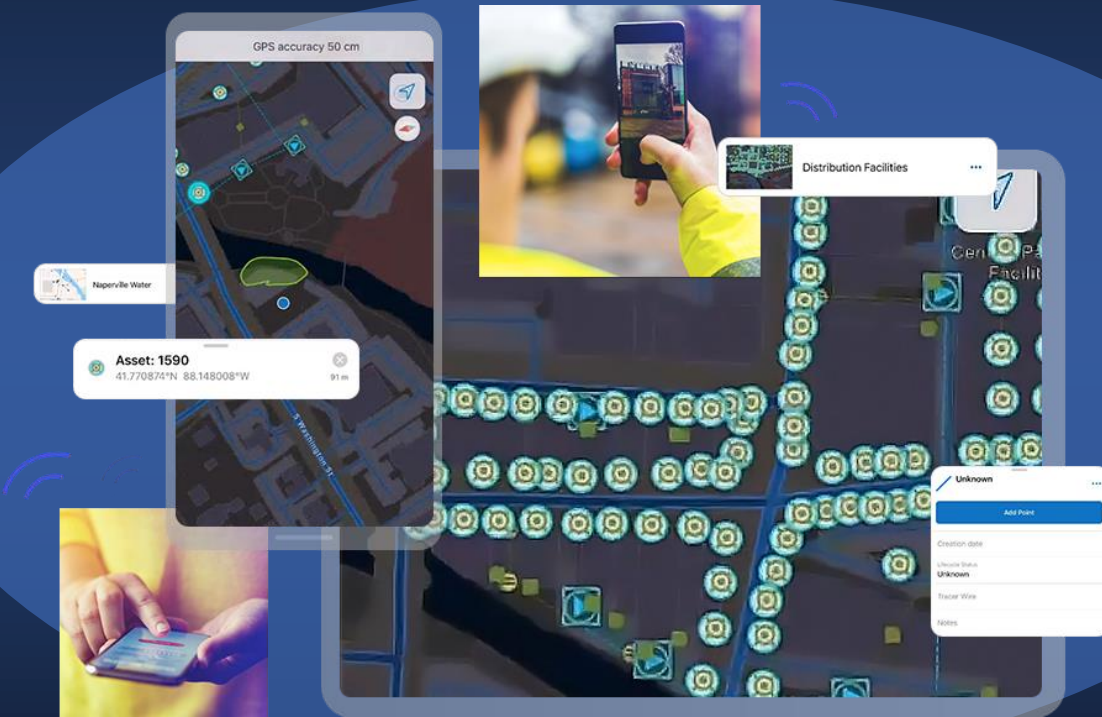 GPS accuracy 50 cm
Distribution Facilities
Naperville Water
Asset: 1590
41.770874°N 88.148008°W
91 m
S Washington St
Unknown
Add Point
Creation date
Lifecycle Status
Unknown
Tracer Wire
Notes